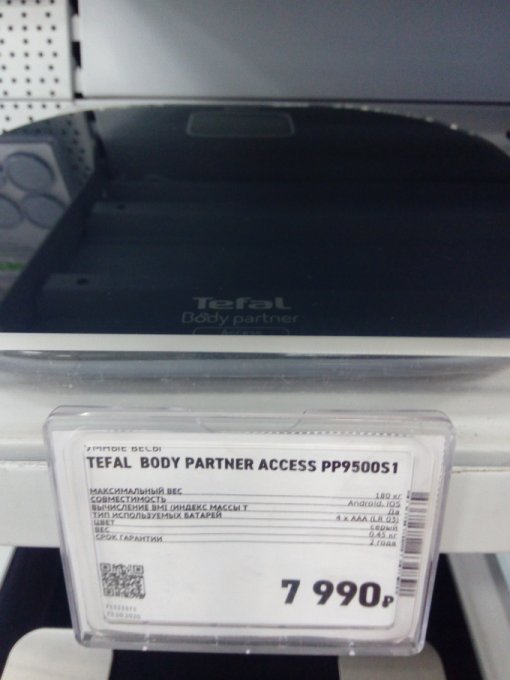 Tefal
Body partner
Access
УМНЫЕ ВЕСЫ
TEFAL BODY PARTNER ACCESS PP9500S1
МАКСИМАЛЬНЫЙ ВЕС 180 кг
СОВМЕСТИМОСТЬ Android, iOS
ВЫЧИСЛЕНИЕ BMI (ИНДЕКС МАССЫ Т Да
ТИП ИСПОЛЬЗУЕМЫХ БАТАРЕЙ 4 x AAA (LR 03)
ЦВЕТ серый
ВЕС 0.45 кг
СРОК ГАРАНТИИ 2 года
7 990₽